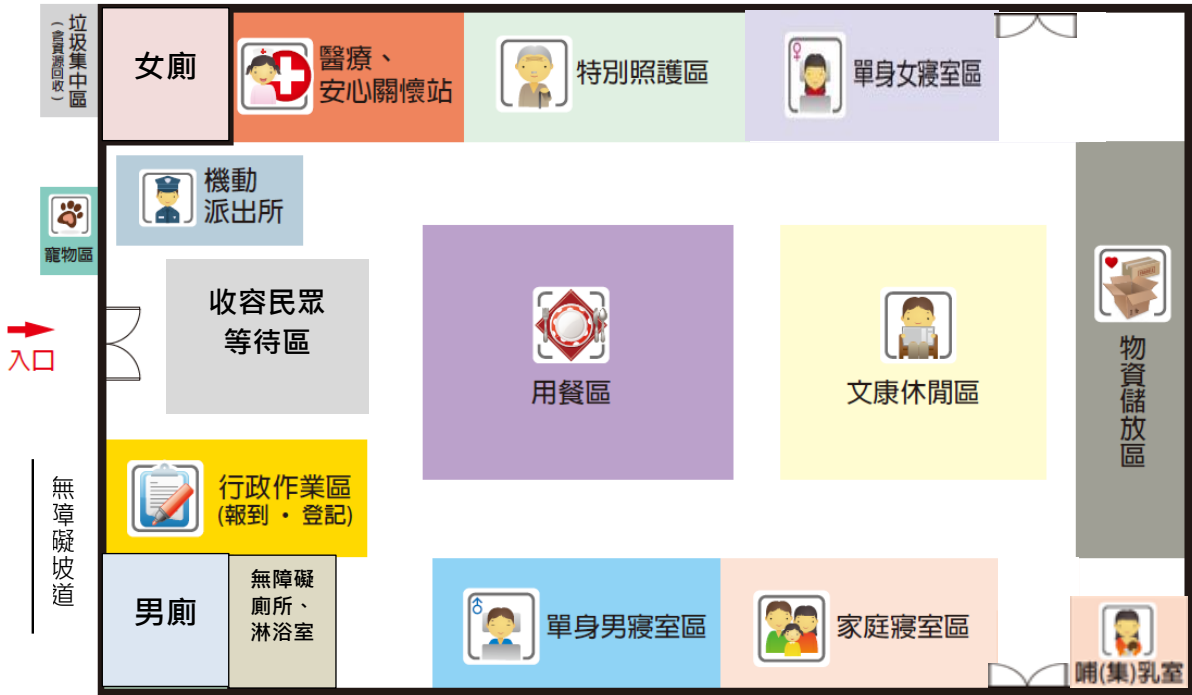 垃圾集中區
(含資源回收)
女廁
醫療、
安心關懷站
特別照護區
單身女寢室區
機動
派出所
寵物區
收容民眾
等待區
入口
用餐區
文康休閒區
物資儲放區
行政作業區
(報到 · 登記)
無障礙坡道
男廁
無障礙
廁所、
淋浴室
單身男寢室區
家庭寢室區
哺(集)乳室